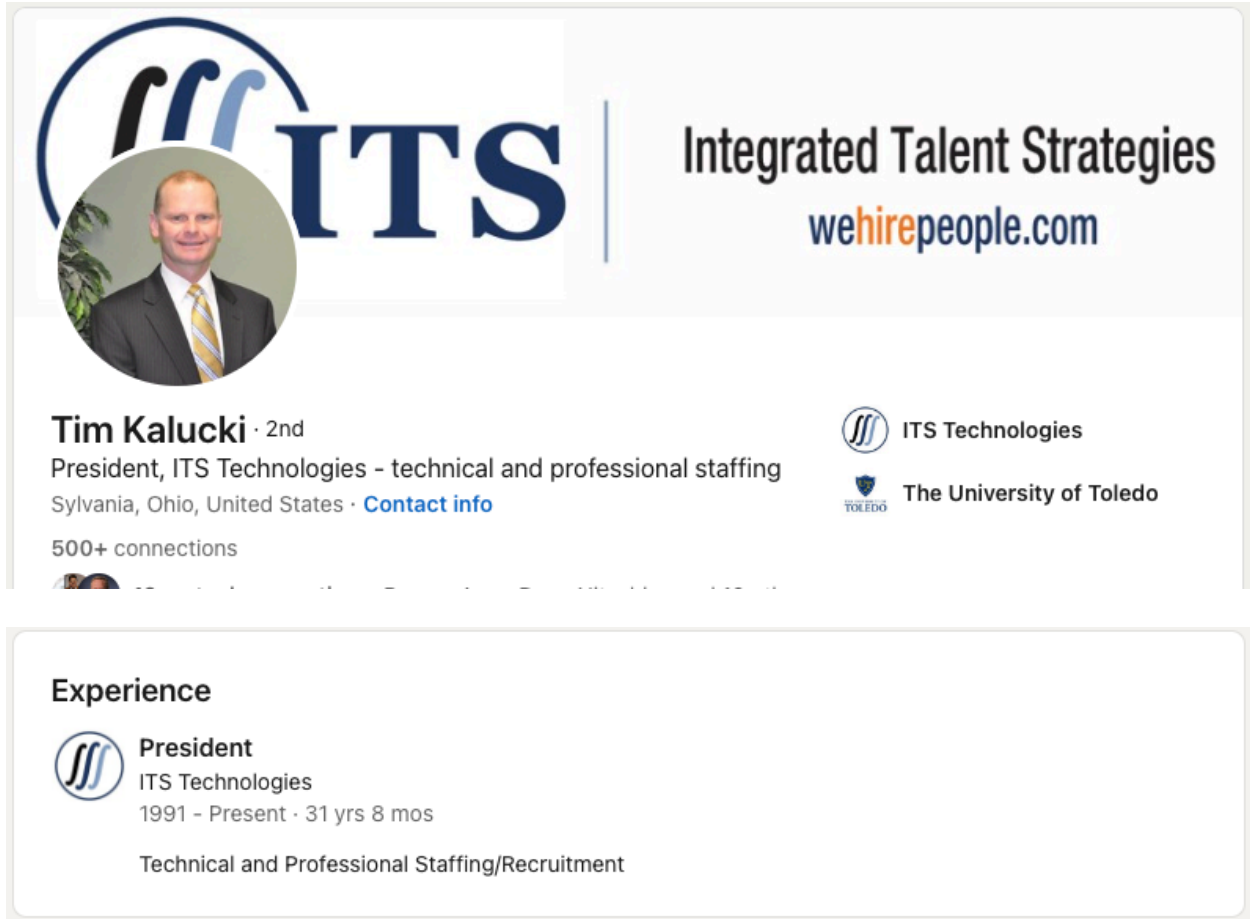 ITS
Integrated Talent Strategies
wehirepeople.com
Tim Kalucki · 2nd
President, ITS Technologies - technical and professional staffing
Sylvania, Ohio, United States · Contact info
500+ connections
ITS Technologies
TOLEDO
The University of Toledo
Experience
President
ITS Technologies
1991 - Present · 31 yrs 8 mos
Technical and Professional Staffing/Recruitment